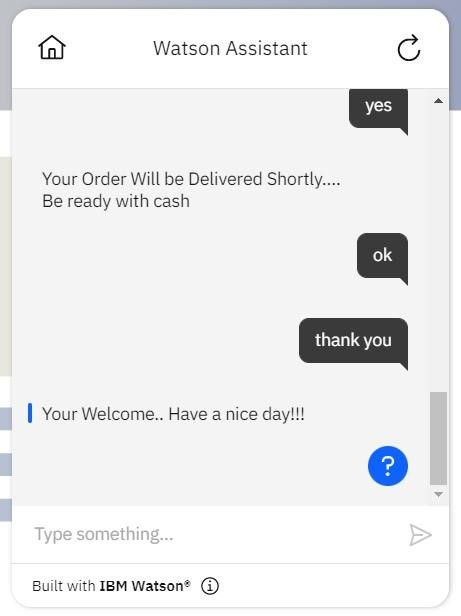 Watson Assistant
yes
Your Order Will be Delivered Shortly....
Be ready with cash
ok
thank you
Your Welcome.. Have a nice day!!!
?
Type something...
Built with IBM Watson®